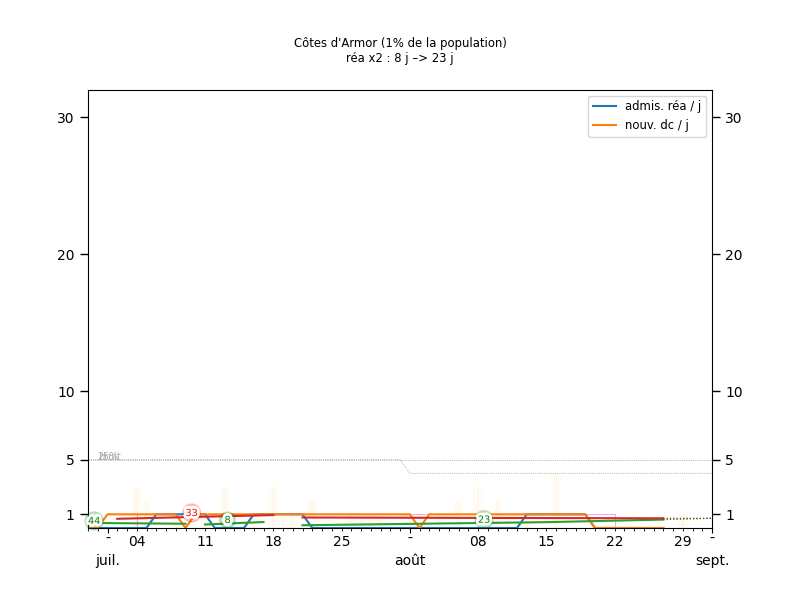 Côtes d'Armor (1% de la population)
réa x2 : 8 j –> 23 j
admis. réa / j
nouv. dc / j
30 30
20 20
10 10
5 5
1 1
44 33 8 23
- 04 11 18 25 - 08 15 22 29 -
juil. août sept.